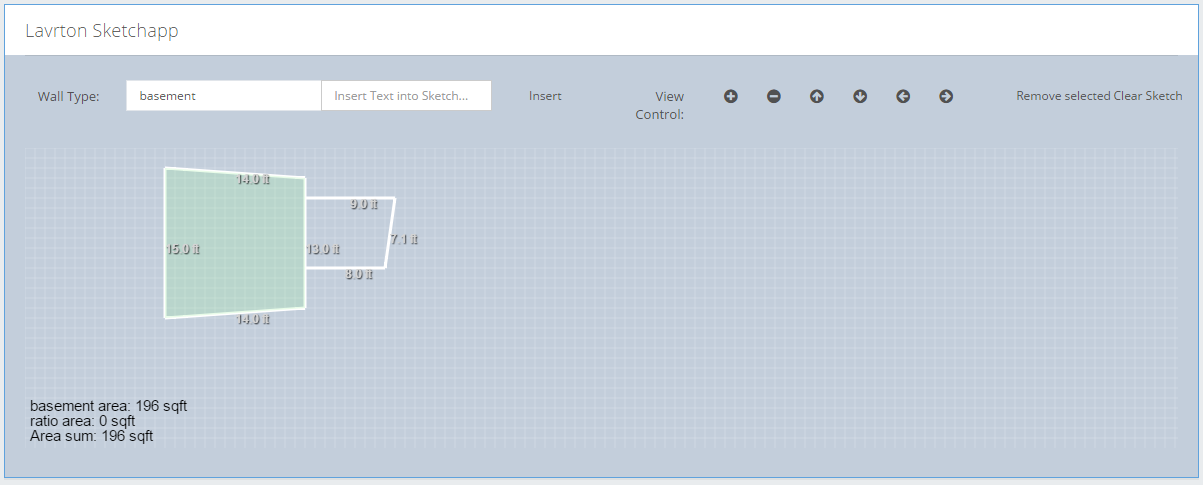 Lavrton Sketchapp
Wall Type: basement Insert Text into Sketch... Insert View Control: Remove selected Clear Sketch
14.0 ft
9.0 ft
7.1 ft
15.0 ft 13.0 ft
8.0 ft
14.0 ft
basement area: 196 sqft
ratio area: 0 sqft
Area sum: 196 sqft